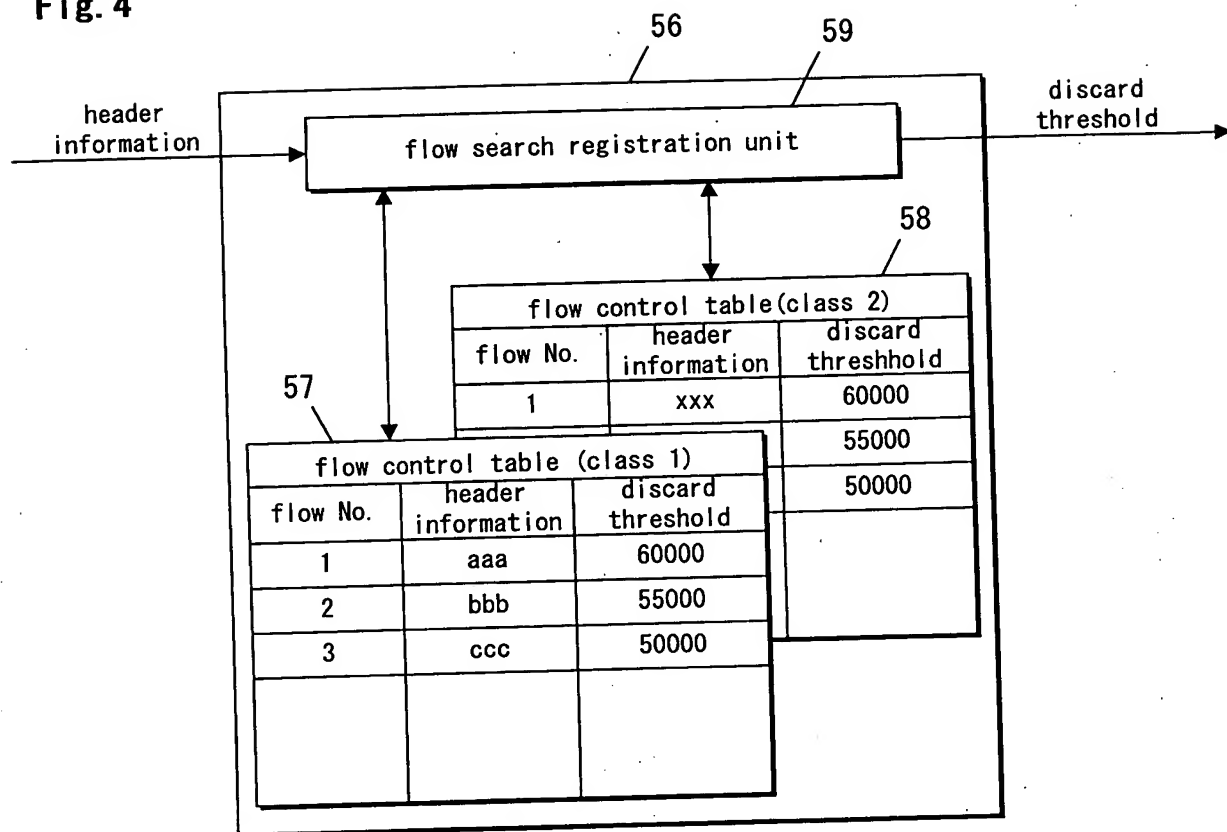 Fig. 4
56
59
header
information
flow search registration unit
discard
threshold
58
flow control table(class 2)
flow No.
header
information
discard
threshhold
1
xxx
60000
55000
50000
57
flow control table (class 1)
flow No.
header
information
discard
threshold
1
aaa
60000
2
bbb
55000
3
ccc
50000